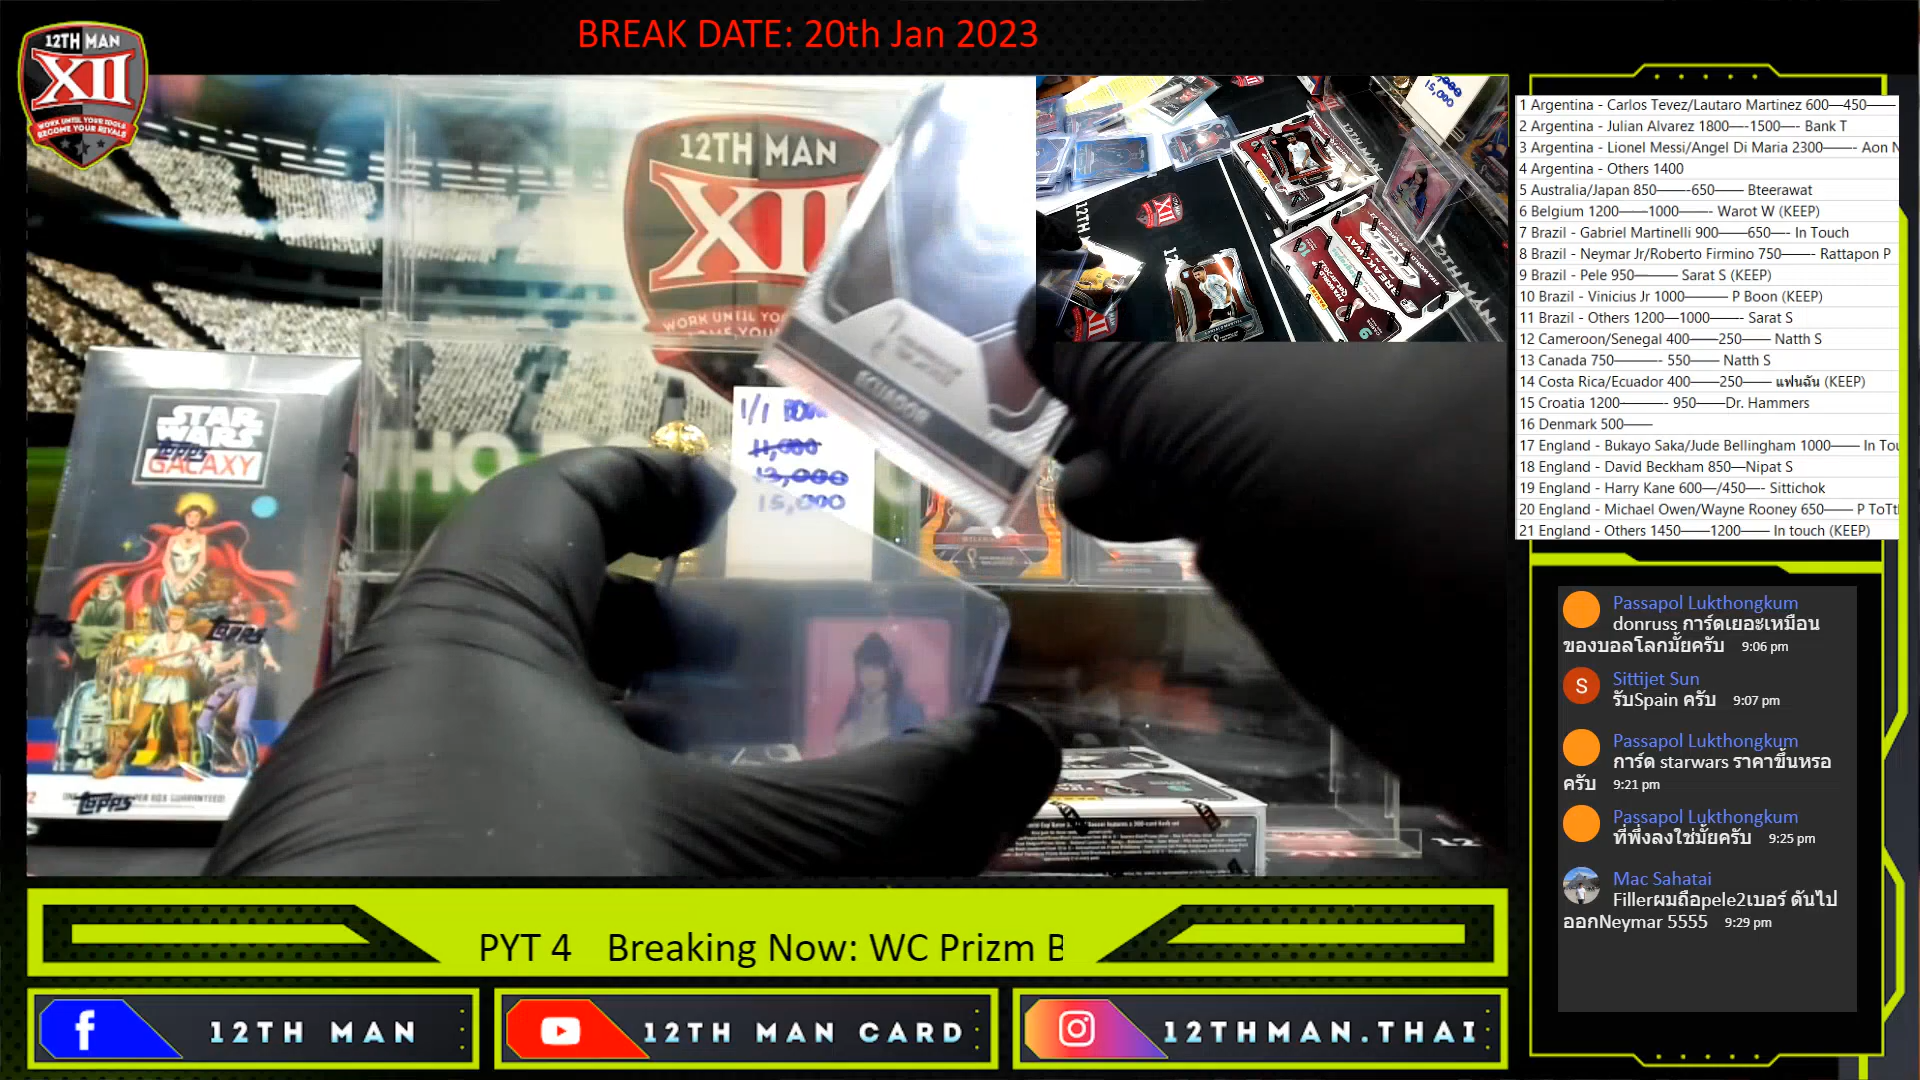 BREAK DATE: 20th Jan 2023
12TH MAN
XII
WORK UNTIL YOUR IDOLS
BECOME YOUR RIVALS
12TH MAN
XII
WORK UNTIL YO
ECUADOR
1/1
11,000
13,000
15,000
STAR
WARS
Topps
GALAXY
Topps
Topps
15,000
12TH MAN
XII
1 Argentina - Carlos Tevez/Lautaro Martinez 600—-450——
2 Argentina - Julian Alvarez 1800—-1500—- Bank T
3 Argentina - Lionel Messi/Angel Di Maria 2300——- Aon N
4 Argentina - Others 1400
5 Australia/Japan 850——-650—— Bteerawat
6 Belgium 1200——1000——- Warot W (KEEP)
7 Brazil - Gabriel Martinelli 900——650—- In Touch
8 Brazil - Neymar Jr/Roberto Firmino 750——- Rattapon P
9 Brazil - Pele 950——— Sarat S (KEEP)
10 Brazil - Vinicius Jr 1000——— P Boon (KEEP)
11 Brazil - Others 1200—1000——- Sarat S
12 Cameroon/Senegal 400——250—— Natth S
13 Canada 750———- 550—— Natth S
14 Costa Rica/Ecuador 400——250—— แฟนฉัน (KEEP)
15 Croatia 1200———- 950——Dr. Hammers
16 Denmark 500——
17 England - Bukayo Saka/Jude Bellingham 1000—— In Tou
18 England - David Beckham 850—Nipat S
19 England - Harry Kane 600—/450—- Sittichok
20 England - Michael Owen/Wayne Rooney 650—— P ToTt
21 England - Others 1450——1200—— In touch (KEEP)
Passapol Lukthongkum
donruss การ์ดเยอะเหมือน
ของบอลโลกมั้ยครับ 9:06 pm
S
Sittijet Sun
รับSpain ครับ 9:07 pm
Passapol Lukthongkum
การ์ด starwars ราคาขึ้นหรอ
ครับ 9:21 pm
Passapol Lukthongkum
ที่พึ่งลงใช่มั้ยครับ 9:25 pm
Mac Sahatai
Fillerผมถือpele2เบอร์ ดันไป
ออกNeymar 5555 9:29 pm
PYT 4 Breaking Now: WC Prizm B
f
12TH MAN
12TH MAN CARD
12THMAN.THAI